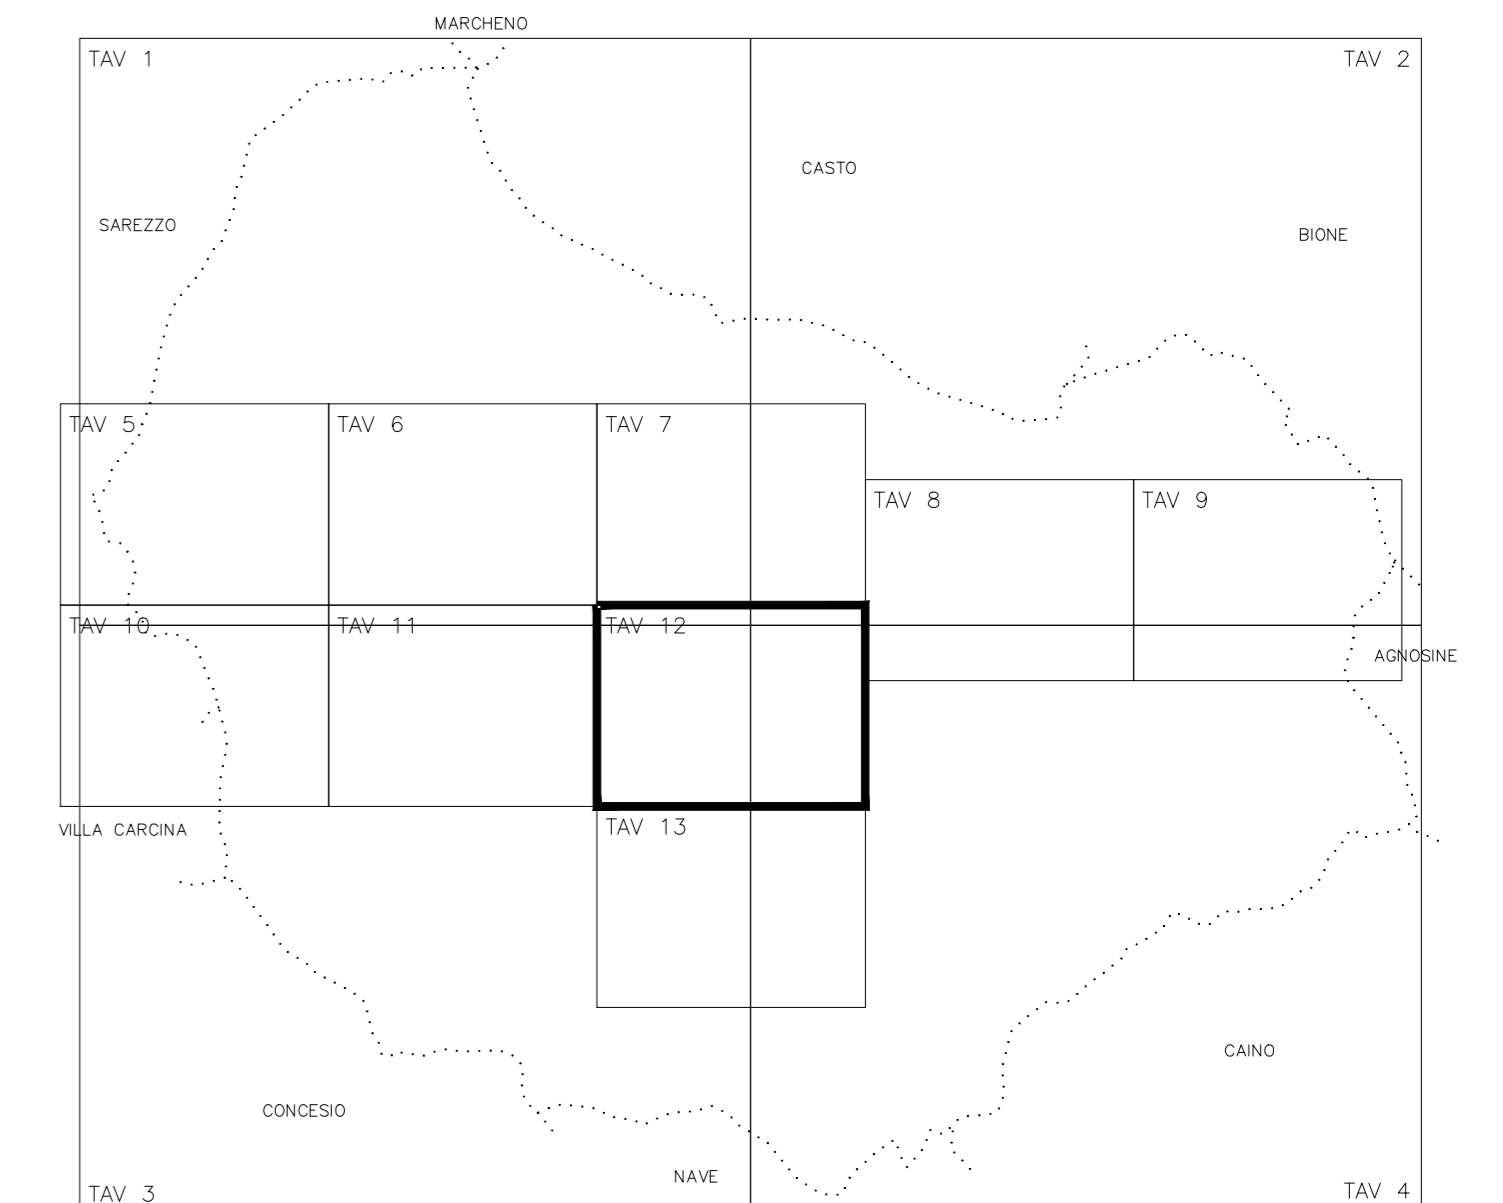 MARCHENO
TAV 1
TAV 2
CASTO
SAREZZO
BIONE
TAV 5
TAV 6
TAV 7
TAV 8
TAV 9
TAV 10
TAV 11
TAV 12
AGNOSINE
VILLA CARCINA
TAV 13
CAINO
CONCESIO
NAVE
TAV 3
TAV 4